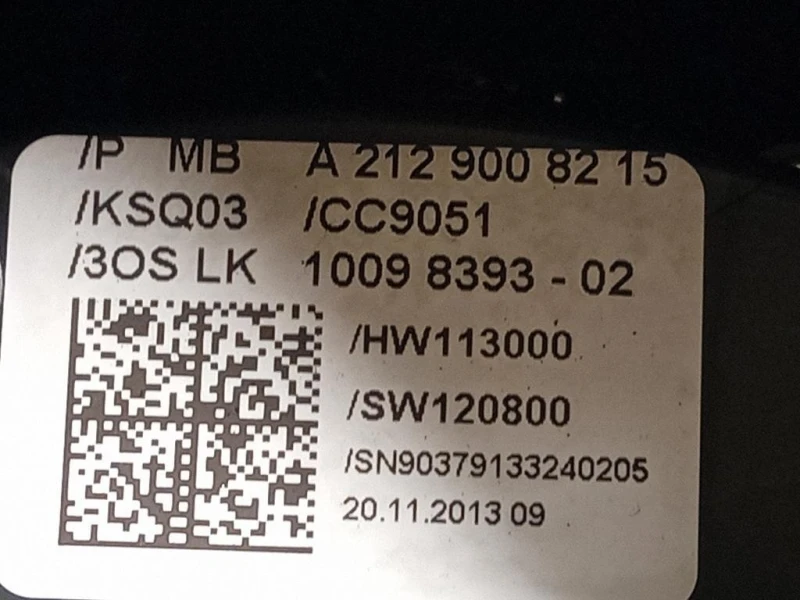 /P MB A 212 900 82 15
/KSQ03 /CC9051
/3OS LK 1009 8393 - 02
/HW113000
/SW120800
/SN90379133240205
20.11.2013 09